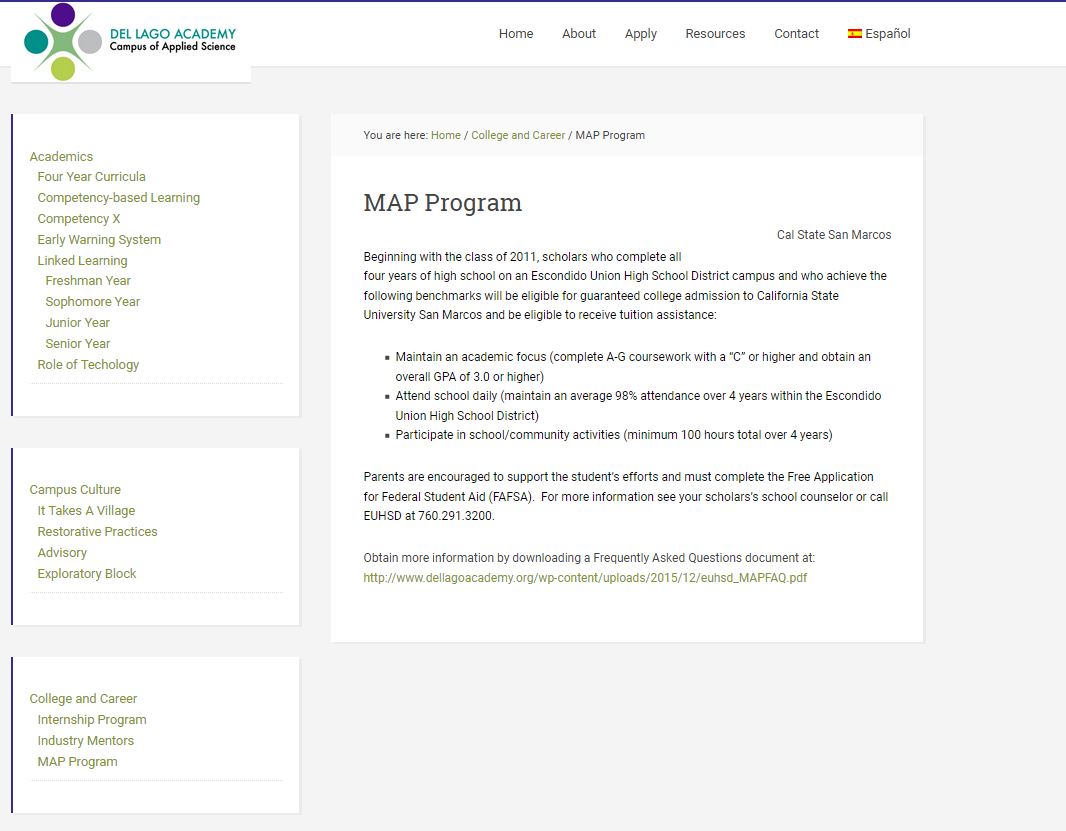 DEL LAGO ACADEMY
Campus of Applied Science
Home
About
Apply
Resources
Contact
Español
Academics
Four Year Curricula
Competency-based Learning
Competency X
Early Warning System
Linked Learning
Freshman Year
Sophomore Year
Junior Year
Senior Year
Role of Techology
Campus Culture
It Takes A Village
Restorative Practices
Advisory
Exploratory Block
College and Career
Internship Program
Industry Mentors
MAP Program
You are here: Home / College and Career / MAP Program
MAP Program
Cal State San Marcos
Beginning with the class of 2011, scholars who complete all
four years of high school on an Escondido Union High School District campus and who achieve the
following benchmarks will be eligible for guaranteed college admission to California State
University San Marcos and be eligible to receive tuition assistance:
Maintain an academic focus (complete A-G coursework with a “C” or higher and obtain an
overall GPA of 3.0 or higher)
Attend school daily (maintain an average 98% attendance over 4 years within the Escondido
Union High School District)
Participate in school/community activities (minimum 100 hours total over 4 years)
Parents are encouraged to support the student's efforts and must complete the Free Application
for Federal Student Aid (FAFSA).  For more information see your scholars's school counselor or call
EUHSD at 760.291.3200.
Obtain more information by downloading a Frequently Asked Questions document at:
http://www.dellagoacademy.org/wp-content/uploads/2015/12/euhsd_MAPFAQ.pdf